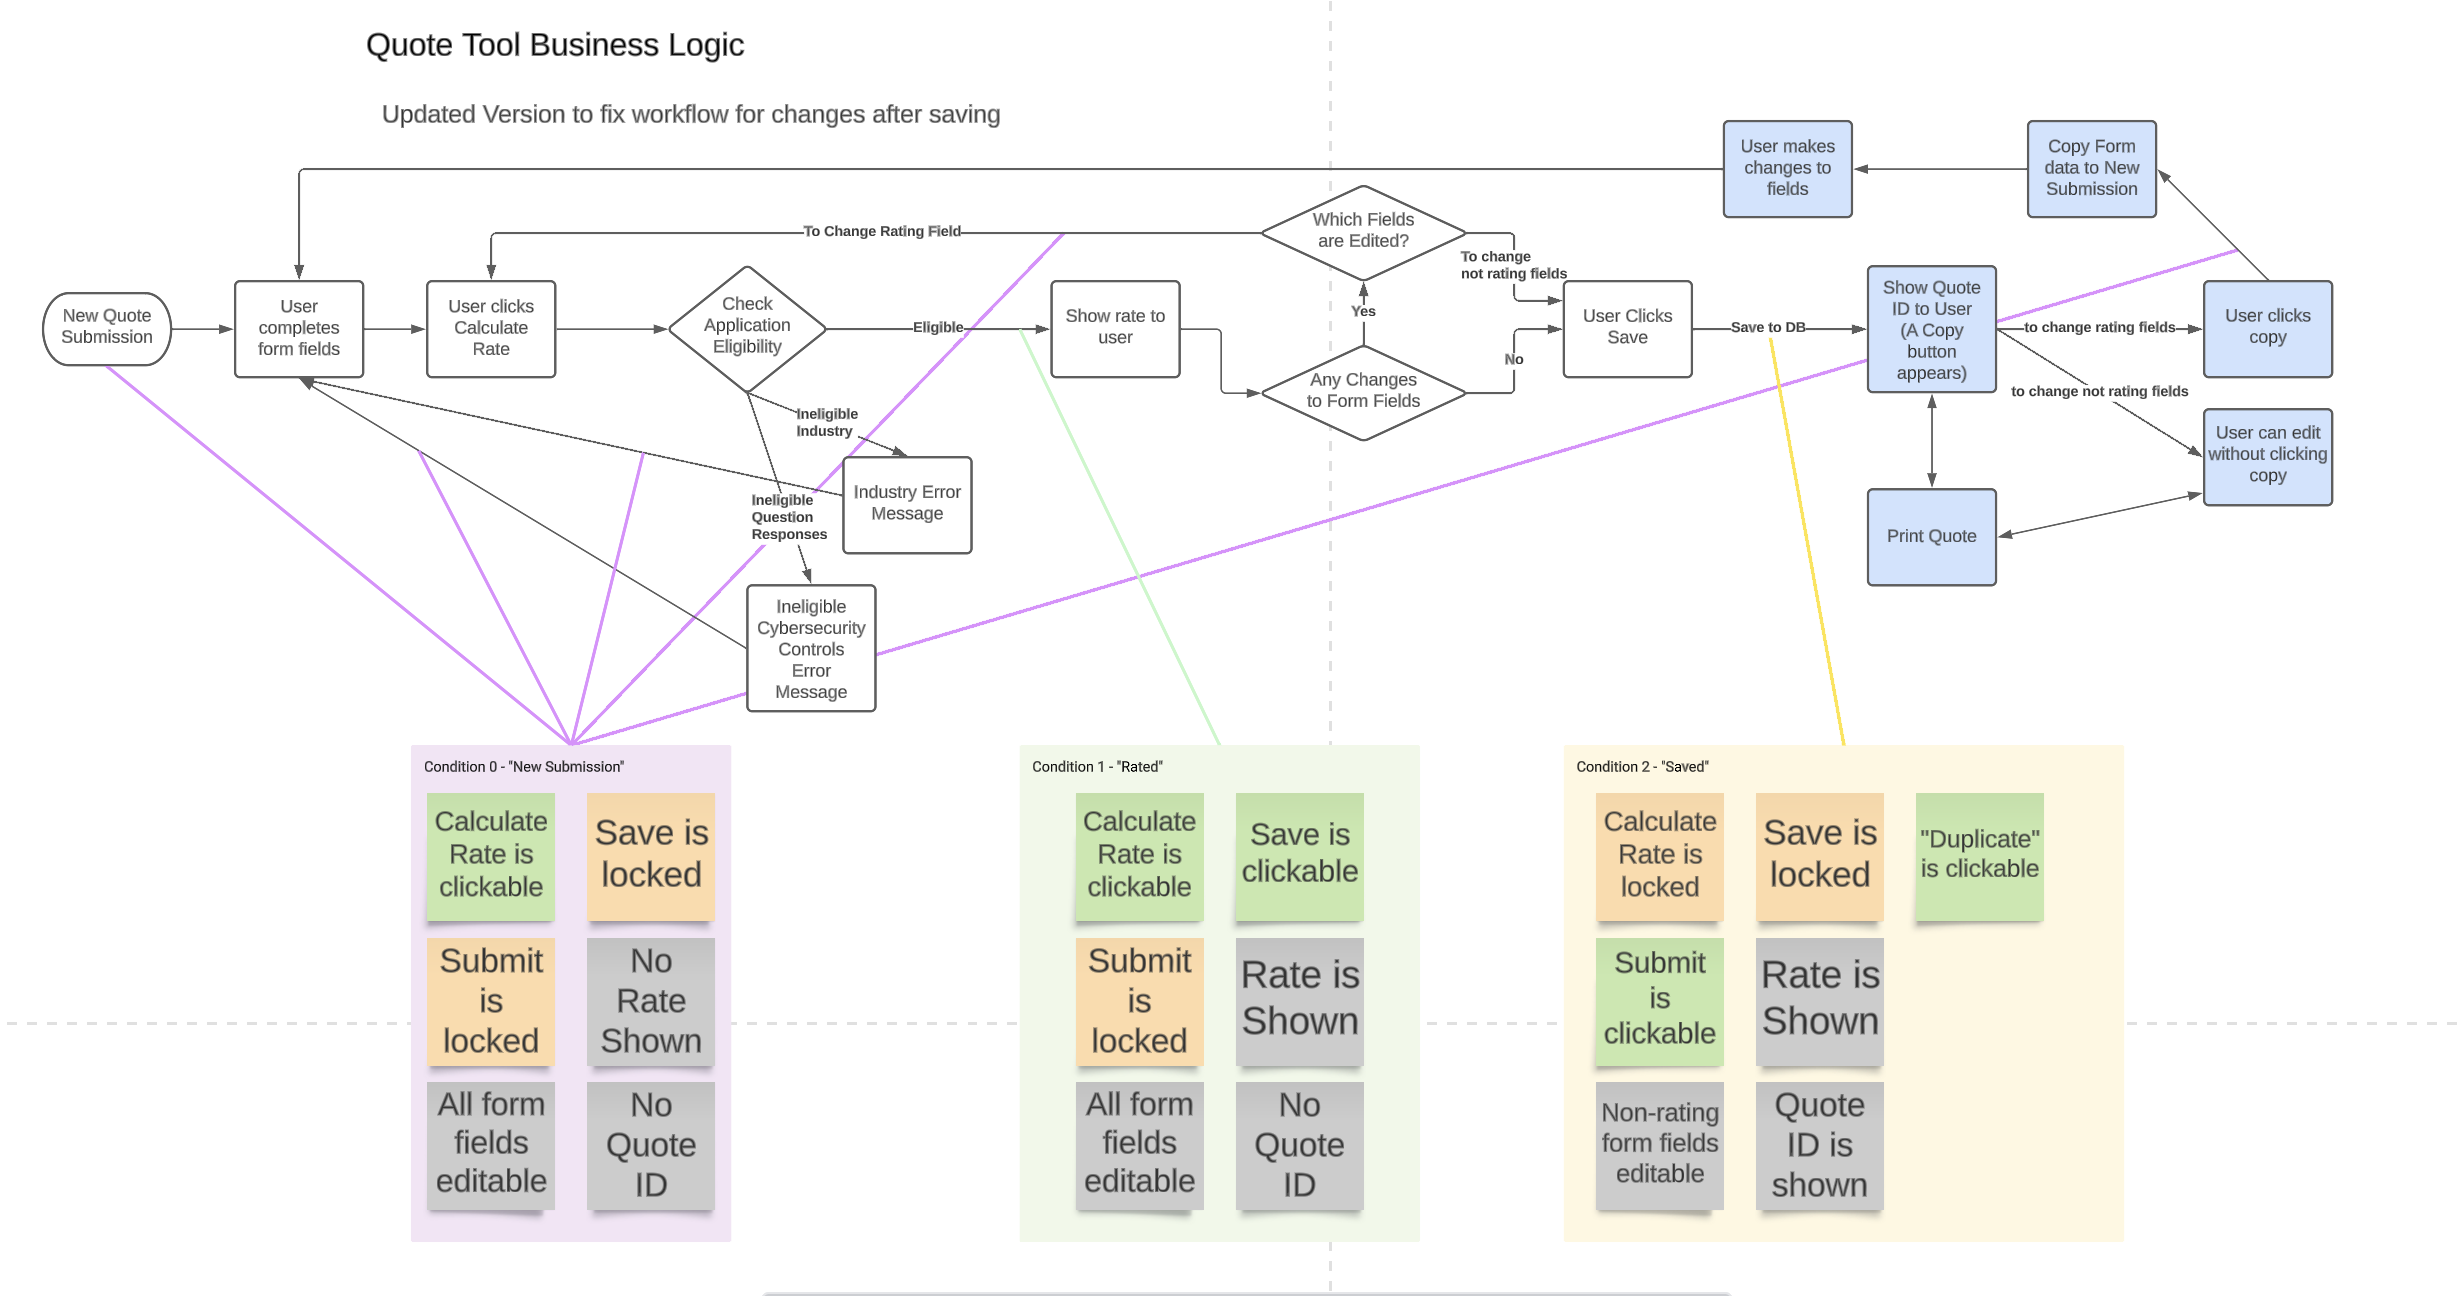 Quote Tool Business Logic
Updated Version to fix workflow for changes after saving
User makes
changes to
fields
Copy Form
data to New
Submission
Which Fields
are Edited?
To Change Rating Field
To change
not rating fields
New Quote
Submission
User
completes
form fields
User clicks
Calculate
Rate
Check
Application
Eligibility
Eligible
Show rate to
user
Yes
Any Changes
to Form Fields
No
User Clicks
Save
Save to DB
Show Quote
ID to User
(A Copy
button
appears)
to change rating fields
User clicks
copy
to change not rating fields
User can edit
without clicking
copy
Print Quote
Ineligible
Industry
Industry Error
Message
Ineligible
Question
Responses
Ineligible
Cybersecurity
Controls
Error
Message
Condition 0 - "New Submission"
Calculate
Rate is
clickable
Save is
locked
Submit
is
locked
No
Rate
Shown
All form
fields
editable
No
Quote
ID
Condition 1 - "Rated"
Calculate
Rate is
clickable
Save is
clickable
Submit
is
locked
Rate is
Shown
All form
fields
editable
No
Quote
ID
Condition 2 - "Saved"
Calculate
Rate is
locked
Save is
locked
"Duplicate"
is clickable
Submit
is
clickable
Rate is
Shown
Non-rating
form fields
editable
Quote
ID is
shown